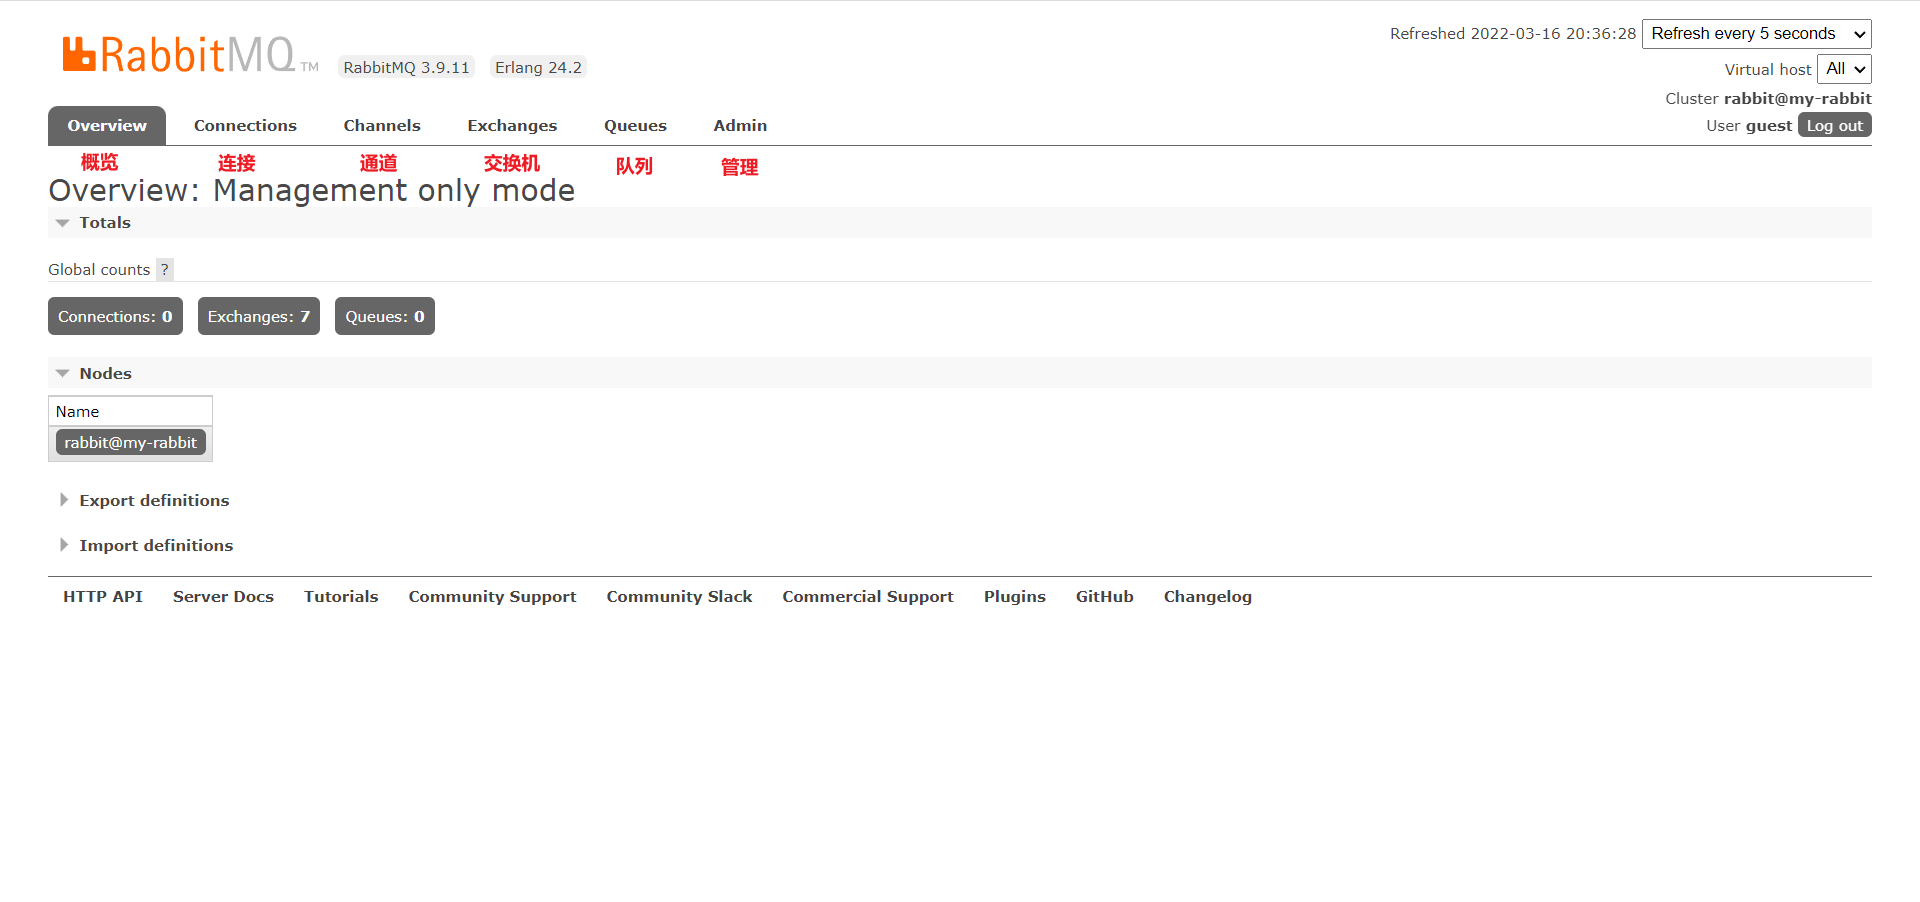 RabbitMQ TM RabbitMQ 3.9.11 Erlang 24.2
Refreshed 2022-03-16 20:36:28 Refresh every 5 seconds
Virtual host All
Cluster rabbit@my-rabbit
User guest Log out
Overview Connections Channels Exchanges Queues Admin
概览 连接 通道 交换机 队列 管理
Overview: Management only mode
Totals
Global counts ?
Connections: 0 Exchanges: 7 Queues: 0
Nodes
Name
rabbit@my-rabbit
Export definitions
Import definitions
HTTP API Server Docs Tutorials Community Support Community Slack Commercial Support Plugins GitHub Changelog